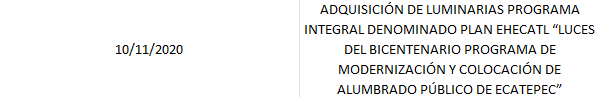 10/11/2020
ADQUISICIÓN DE LUMINARIAS PROGRAMA
INTEGRAL DENOMINADO PLAN EHECATL “LUCES
DEL BICENTENARIO PROGRAMA DE
MODERNIZACIÓN Y COLOCACIÓN DE
ALUMBRADO PÚBLICO DE ECATEPEC”